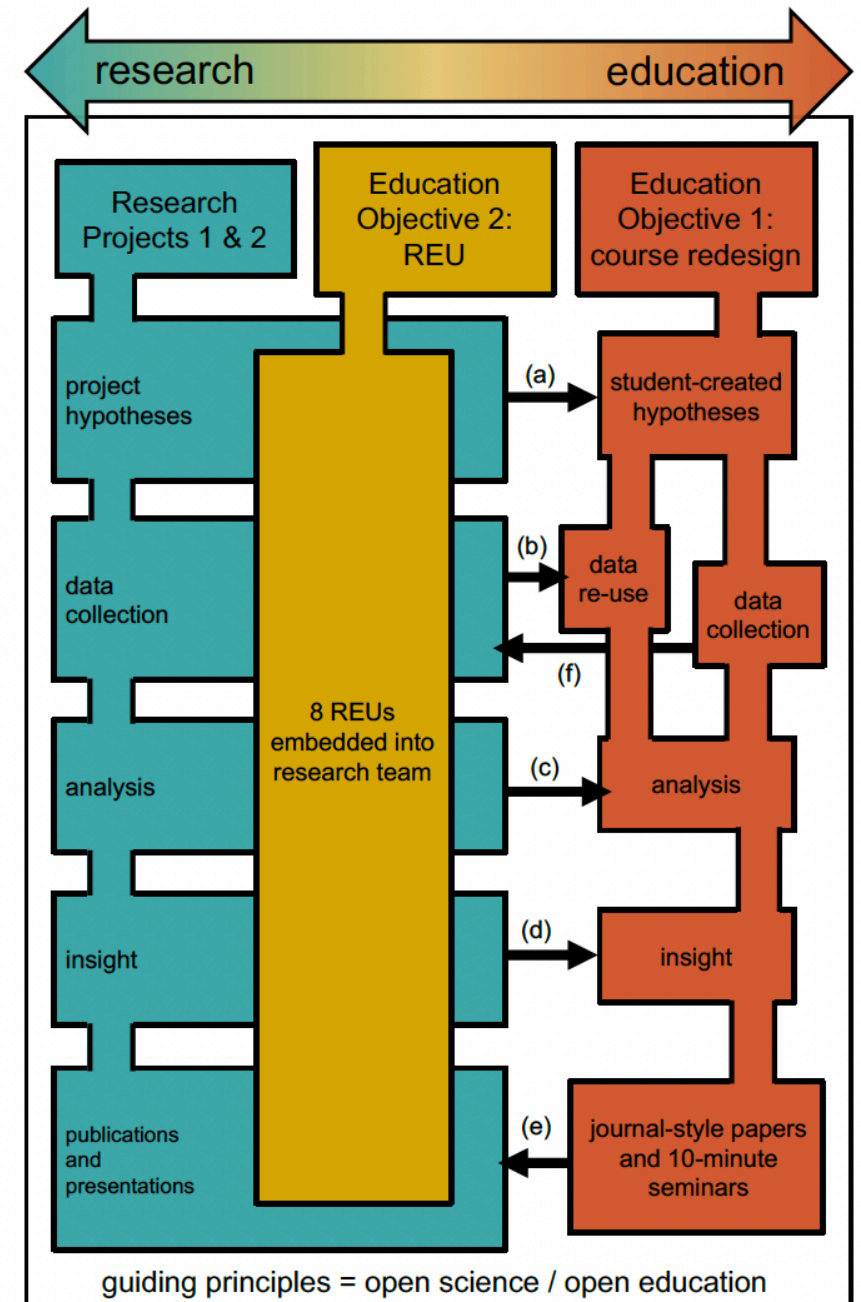 research
education
Research
Projects 1 & 2
Education
Objective 2:
REU
Education
Objective 1:
course redesign
project
hypotheses
(a)
student-created
hypotheses
data
collection
(b)
data
re-use
data
collection
(f)
8 REUs
embedded into
research team
analysis
(c)
analysis
insight
(d)
insight
publications
and
presentations
(e)
journal-style papers
and 10-minute
seminars
guiding principles = open science / open education